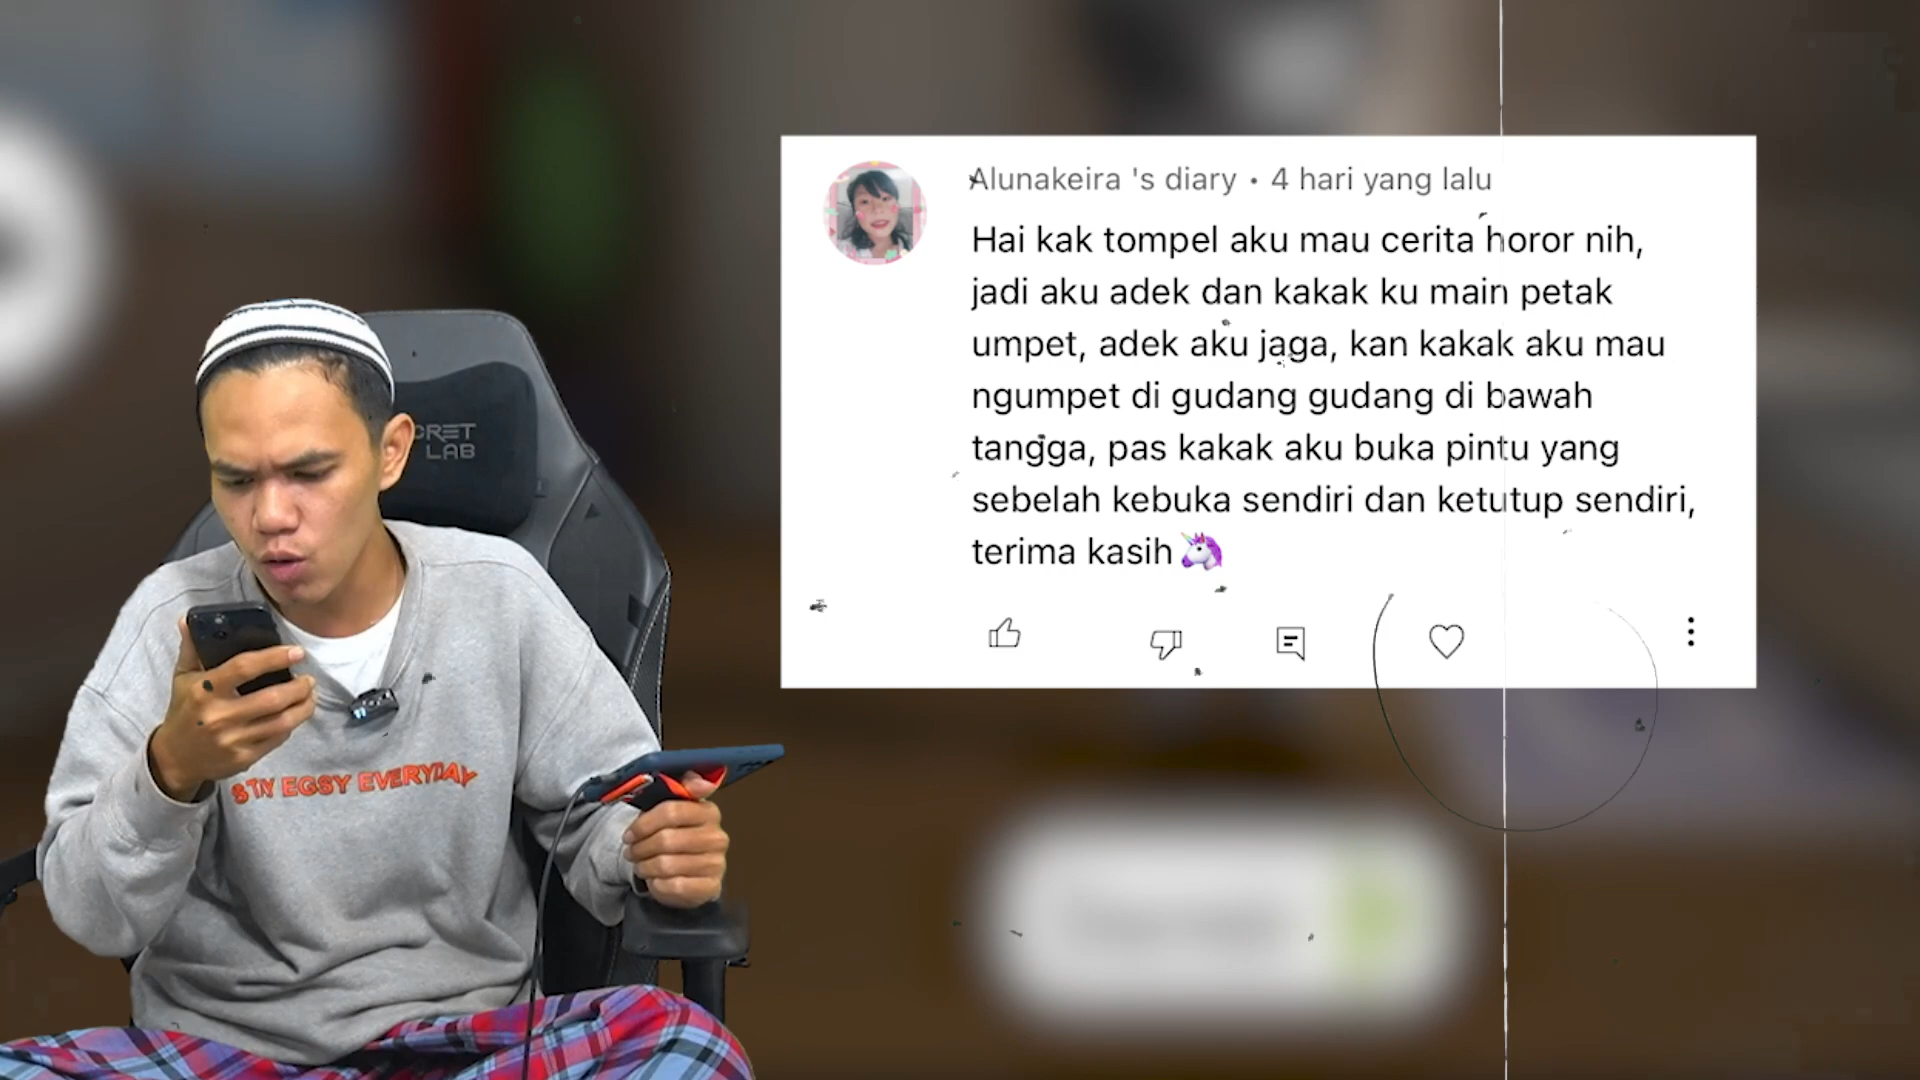 Alunakeira 's diary • 4 hari yang lalu
Hai kak tompel aku mau cerita horor nih,
jadi aku adek dan kakak ku main petak
umpet, adek aku jaga, kan kakak aku mau
ngumpet di gudang gudang di bawah
tangga, pas kakak aku buka pintu yang
sebelah kebuka sendiri dan ketutup sendiri,
terima kasih🦄
CRET
LAB
EGSY EVERYDAY